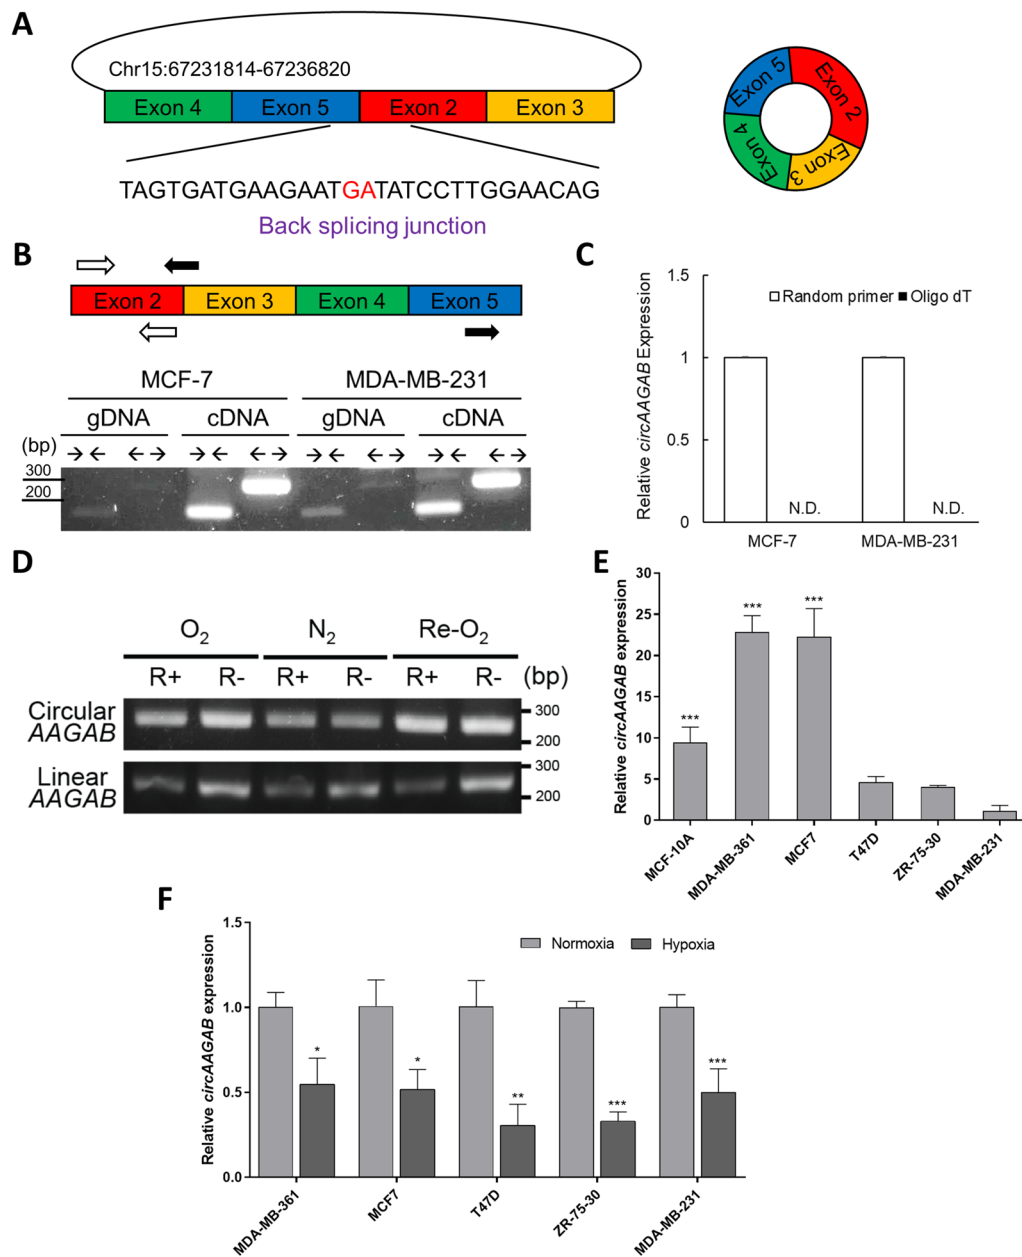 A
Chr15:67231814-67236820
Exon 4 Exon 5 Exon 2 Exon 3
TAGTGATGAAGAATGATATCCTTGGAACAG
Back splicing junction
Exon 5 Exon 2
Exon 4 Exon 3
B
Exon 2 Exon 3 Exon 4 Exon 5
MCF-7 MDA-MB-231
gDNA cDNA gDNA cDNA
(bp) → ← ← → → ← ← → → ← ← → → ← ← →
300
200
C
Relative circAAGAB Expression
1.5
1
0.5
0
Random primer Oligo dT
N.D. N.D.
MCF-7 MDA-MB-231
D
O₂ N₂ Re-O₂
R+ R- R+ R- R+ R- (bp)
Circular
AAGAB
300
200
Linear
AAGAB
300
200
E
Relative circAAGAB expression
30
25
20
15
10
5
0
*** *** ***
MCF-10A MDA-MB-361 MCF7 T47D ZR-75-30 MDA-MB-231
F
Relative circAAGAB expression
1.5
1.0
0.5
0.0
Normoxia Hypoxia
* * ** *** ***
MDA-MB-361 MCF7 T47D ZR-75-30 MDA-MB-231